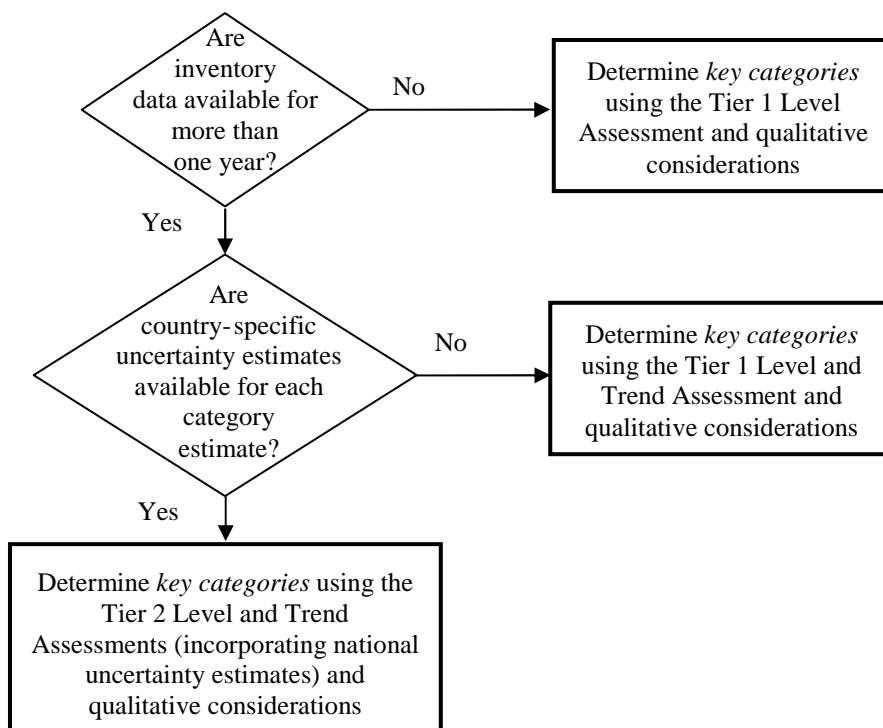 Are
inventory
data available for
more than
one year?
No
Determine key categories
using the Tier 1 Level
Assessment and qualitative
considerations
Yes
Are
country-specific
uncertainty estimates
available for each
category
estimate?
No
Determine key categories
using the Tier 1 Level and
Trend Assessment and
qualitative considerations
Yes
Determine key categories using the
Tier 2 Level and Trend
Assessments (incorporating national
uncertainty estimates) and
qualitative considerations